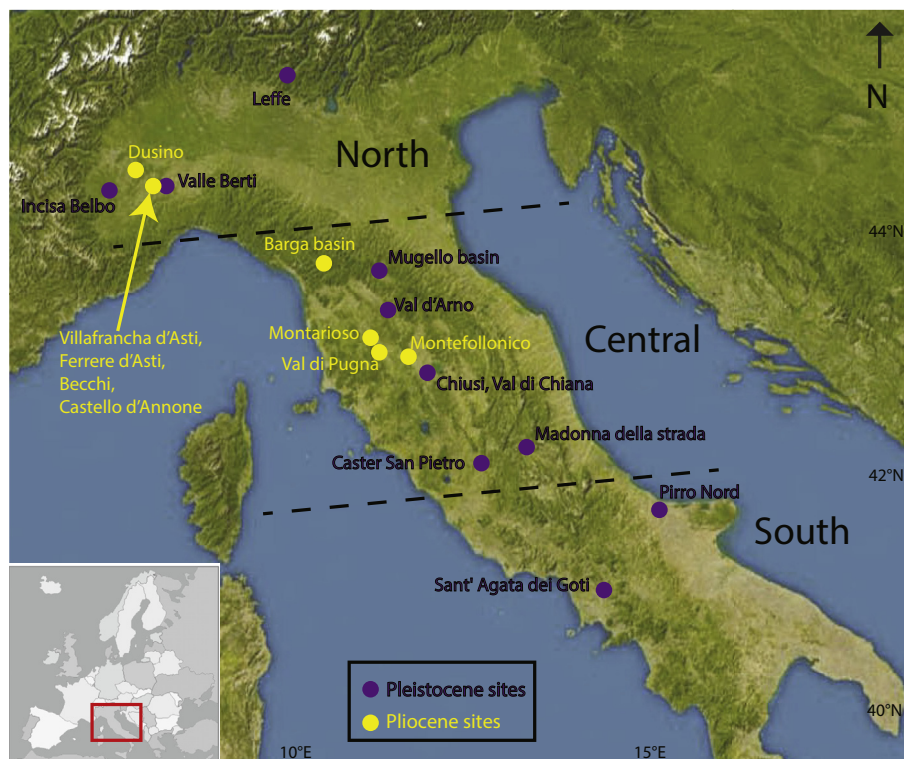 N
Leffe
North
Dusino
Valle Berti
Incisa Belbo
44°N
Barga basin
Mugello basin
Val d'Arno
Villafrancha d'Asti,
Ferrere d'Asti,
Becchi,
Castello d'Annone
Montarioso
Montefollonico
Val di Pugna
Central
Chiusi, Val di Chiana
Madonna della strada
Caster San Pietro
42°N
Pirro Nord
South
Sant' Agata dei Goti
Pleistocene sites
Pliocene sites
40°N
10°E
15°E